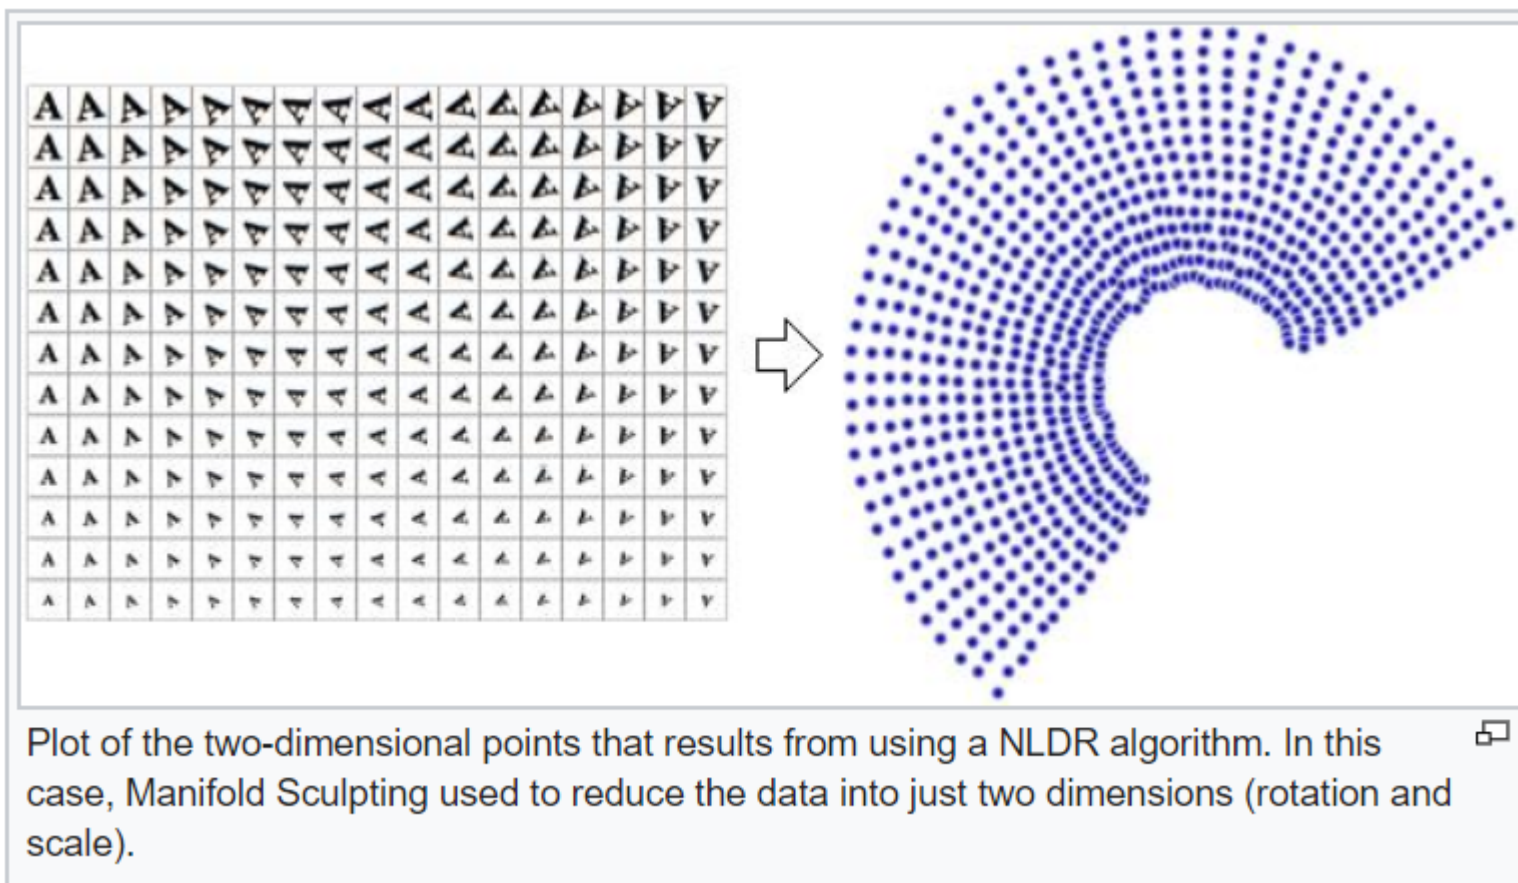 A A A A A A A A A A A A A A A A A
A A A A A A A A A A A A A A A A A
A A A A A A A A A A A A A A A A A
A A A A A A A A A A A A A A A A A
A A A A A A A A A A A A A A A A A
A A A A A A A A A A A A A A A A A
A A A A A A A A A A A A A A A A A
A A A A A A A A A A A A A A A A A
A A A A A A A A A A A A A A A A A
A A A A A A A A A A A A A A A A A
A A A A A A A A A A A A A A A A A
A A A A A A A A A A A A A A A A A
A A A A A A A A A A A A A A A A A
Plot of the two-dimensional points that results from using a NLDR algorithm. In this
case, Manifold Sculpting used to reduce the data into just two dimensions (rotation and
scale).